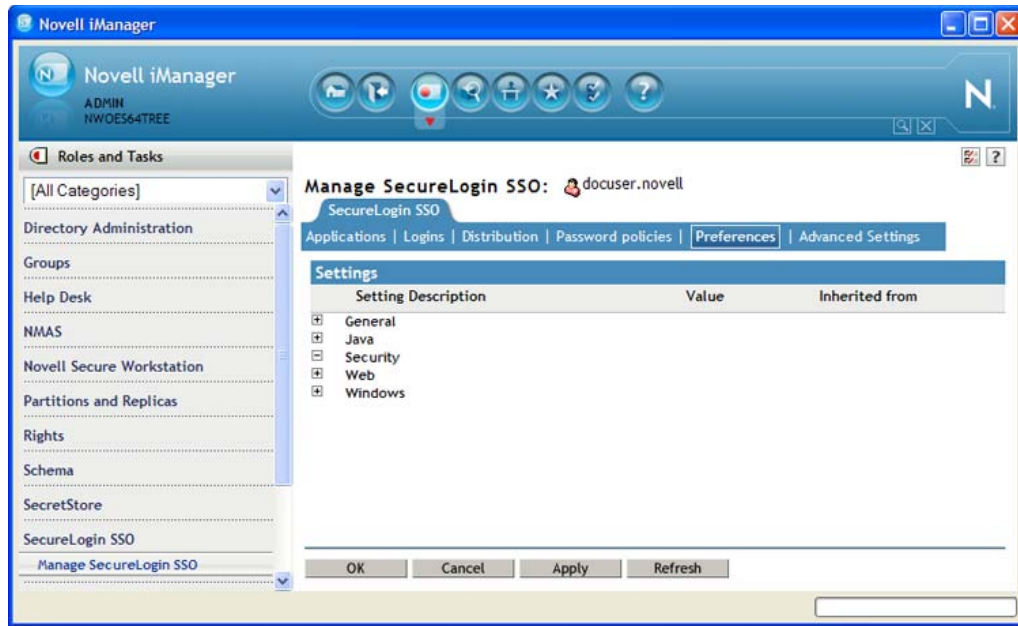 Novell iManager
Novell iManager
ADMIN
NWOES64TREE
N
N
?
Roles and Tasks
?
[All Categories]
Directory Administration
Groups
Help Desk
NMAS
Novell Secure Workstation
Partitions and Replicas
Rights
Schema
SecretStore
SecureLogin SSO
Manage SecureLogin SSO
Manage SecureLogin SSO: docuser.novell
SecureLogin SSO
Applications | Logins | Distribution | Password policies | Preferences | Advanced Settings
Settings
Setting Description Value Inherited from
General
Java
Security
Web
Windows
OK Cancel Apply Refresh